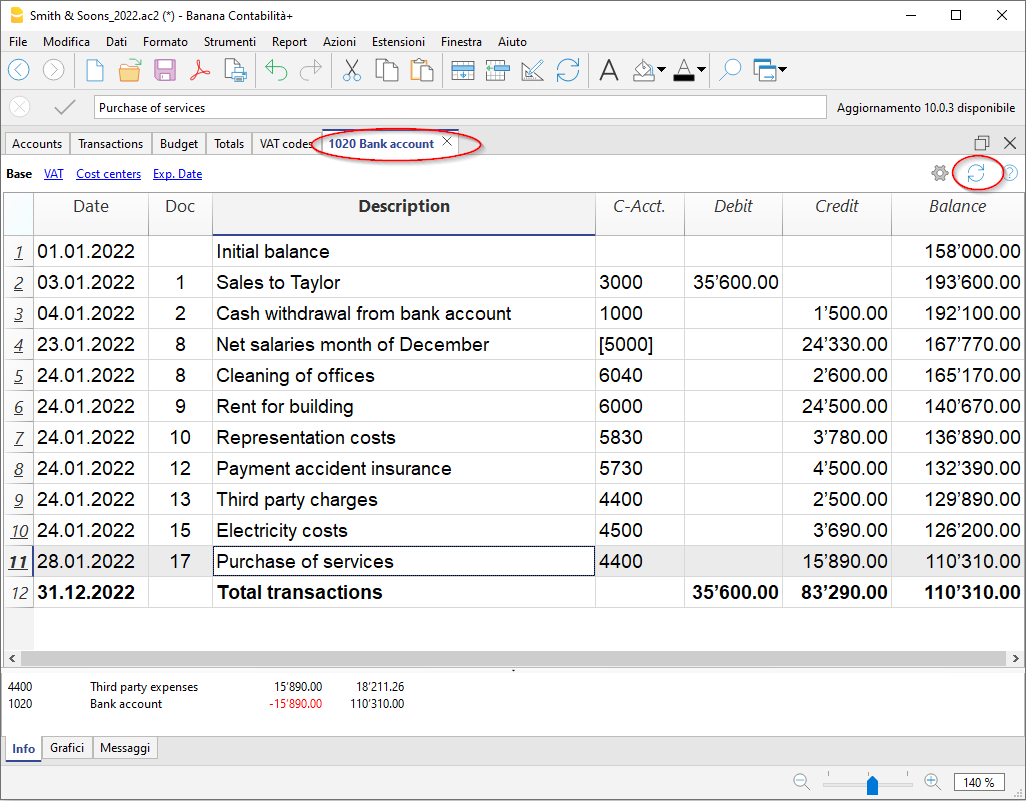 Smith & Soons_2022.ac2 (*) - Banana Contabilità+
File Modifica Dati Formato Strumenti Report Azioni Estensioni Finestra Aiuto
Purchase of services Aggiornamento 10.0.3 disponibile
Accounts Transactions Budget Totals VAT codes 1020 Bank account
Base VAT Cost centers Exp. Date
Date Doc Description C-Acct. Debit Credit Balance
1 01.01.2022 Initial balance 158’000.00
2 03.01.2022 1 Sales to Taylor 3000 35’600.00 193’600.00
3 04.01.2022 2 Cash withdrawal from bank account 1000 1’500.00 192’100.00
4 23.01.2022 8 Net salaries month of December [5000] 24’330.00 167’770.00
5 24.01.2022 8 Cleaning of offices 6040 2’600.00 165’170.00
6 24.01.2022 9 Rent for building 6000 24’500.00 140’670.00
7 24.01.2022 10 Representation costs 5830 3’780.00 136’890.00
8 24.01.2022 12 Payment accident insurance 5730 4’500.00 132’390.00
9 24.01.2022 13 Third party charges 4400 2’500.00 129’890.00
10 24.01.2022 15 Electricity costs 4500 3’690.00 126’200.00
11 28.01.2022 17 Purchase of services 4400 15’890.00 110’310.00
12 31.12.2022 Total transactions 35’600.00 83’290.00 110’310.00
4400 Third party expenses 15'890.00 18'211.26
1020 Bank account -15'890.00 110'310.00
Info Grafici Messaggi
140 %